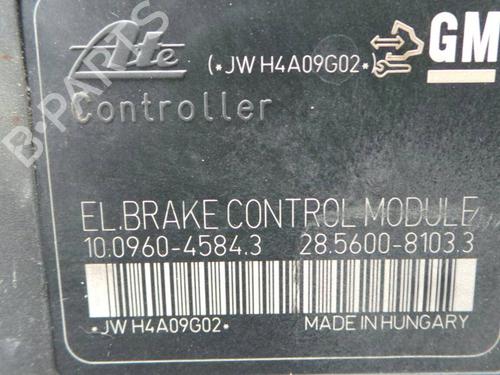 Ate
(*JW H4A09G02*)
GM
Controller
B-PARTS
EL.BRAKE CONTROL MODULE
10.0960-4584.3 28.5600-8103.3
*JW H4A09G02* MADE IN HUNGARY